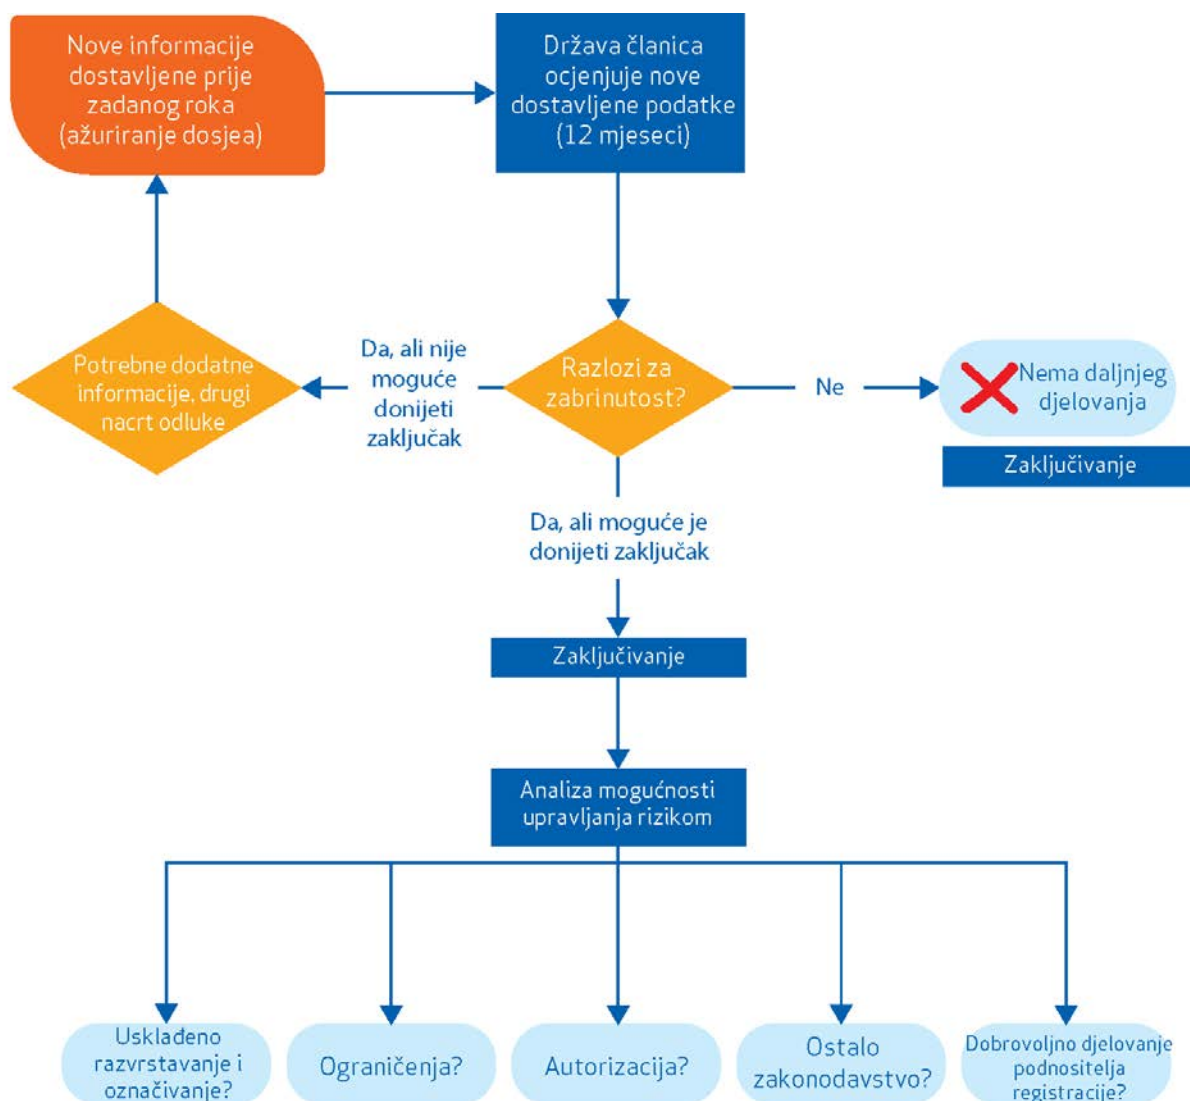 Nove informacije
dostavljene prije
zadanog roka
(ažuriranje dosjea)
Država članica
ocjenjuje nove
dostavljene podatke
(12 mjeseci)
Potrebne dodatne
informacije, drugi
nacrt odluke
Da, ali nije
moguće
donijeti
zaključak
Razlozi za
zabrinutost?
Ne
Nema daljnjeg
djelovanja
Zaključivanje
Da, ali moguće je
donijeti zaključak
Zaključivanje
Analiza mogućnosti
upravljanja rizikom
Usklađeno
razvrstavanje i
označivanje?
Ograničenja?
Autorizacija?
Ostalo
zakonodavstvo?
Dobrovoljno djelovanje
podnositelja
registracije?